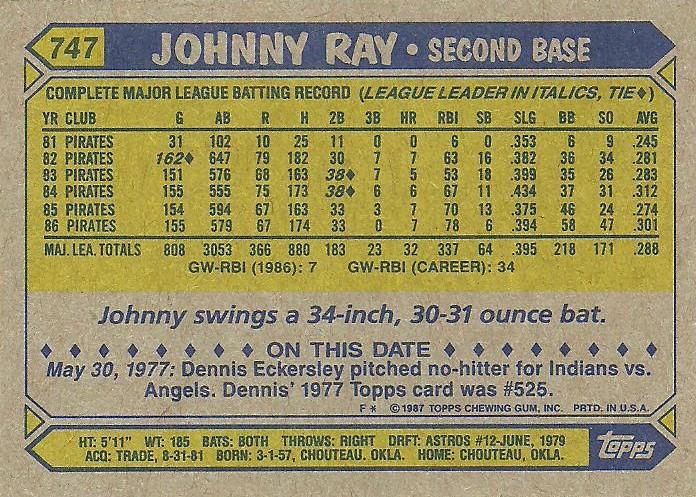 747 JOHNNY RAY • SECOND BASE
COMPLETE MAJOR LEAGUE BATTING RECORD (LEAGUE LEADER IN ITALICS, TIE♦)
YR CLUB G AB R H 2B 3B HR RBI SB SLG BB SO AVG
81 PIRATES 31 102 10 25 11 0 0 6 0 .353 6 9 .245
82 PIRATES 162♦ 647 79 182 30 7 7 63 16 .382 36 34 .281
93 PIRATES 151 576 68 163 38♦ 7 5 53 18 .399 35 26 .283
84 PIRATES 155 555 75 173 38♦ 6 6 67 11 .434 37 31 .312
85 PIRATES 154 594 67 163 33 3 7 70 13 .375 46 24 .274
86 PIRATES 155 579 67 174 33 0 7 78 6 .394 58 47 .301
MAJ. LEA. TOTALS 808 3053 366 880 183 23 32 337 64 .395 218 171 .288
GW-RBI (1986): 7 GW-RBI (CAREER): 34
Johnny swings a 34-inch, 30-31 ounce bat.
♦ ♦ ♦ ♦ ♦ ♦ ♦ ♦ ♦ ON THIS DATE ♦ ♦ ♦ ♦ ♦ ♦ ♦ ♦ ♦
May 30, 1977: Dennis Eckersley pitched no-hitter for Indians vs.
Angels. Dennis' 1977 Topps card was #525.
F * © 1987 TOPPS CHEWING GUM, INC. PRTD. IN U.S.A.
HT: 5'11" WT: 185 BATS: BOTH THROWS: RIGHT DRFT: ASTROS #12-JUNE, 1979
ACQ: TRADE, 8-31-81 BORN: 3-1-57, CHOUTEAU, OKLA. HOME: CHOUTEAU, OKLA.
topps